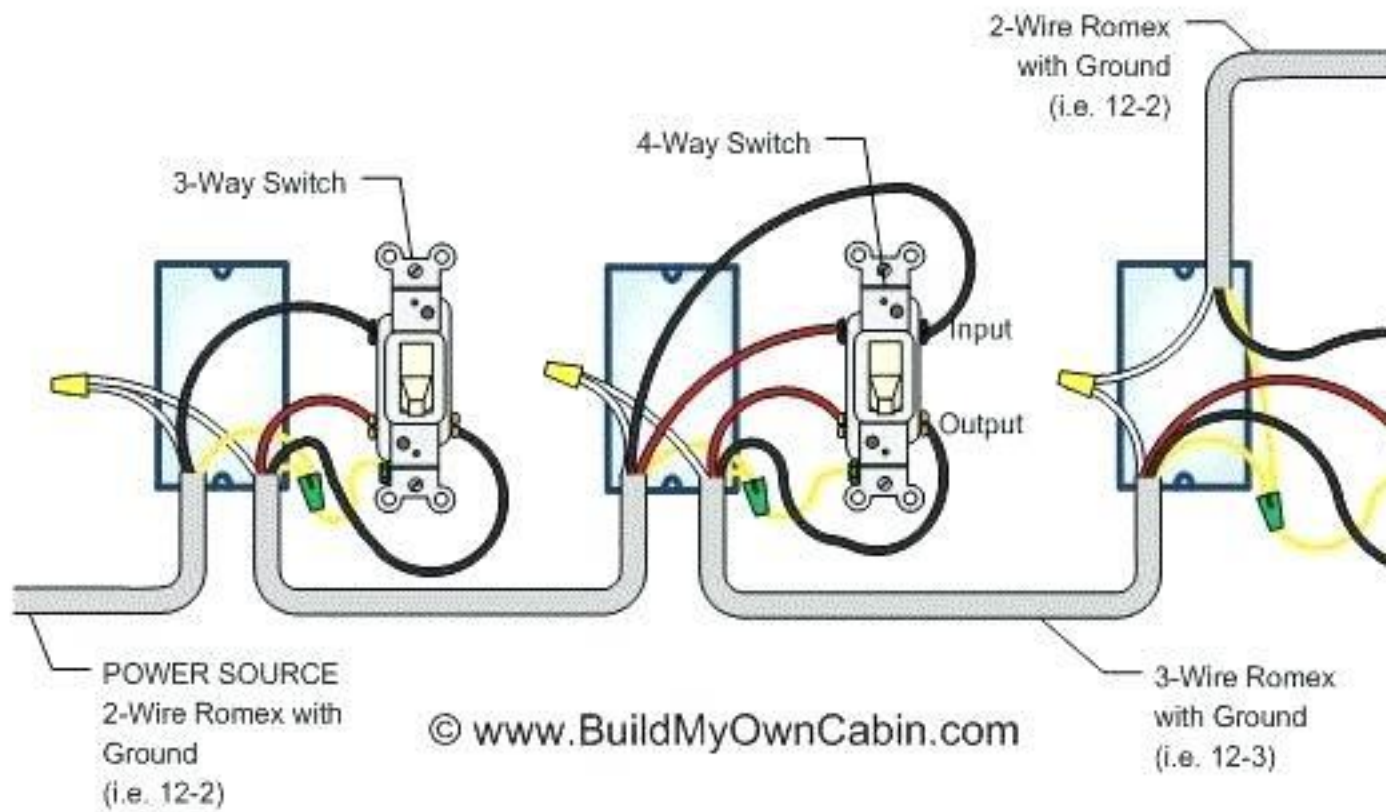 2-Wire Romex
with Ground
(i.e. 12-2)
4-Way Switch
3-Way Switch
Input
Output
POWER SOURCE
2-Wire Romex with
Ground
(i.e. 12-2)
3-Wire Romex
with Ground
(i.e. 12-3)
© www.BuildMyOwnCabin.com